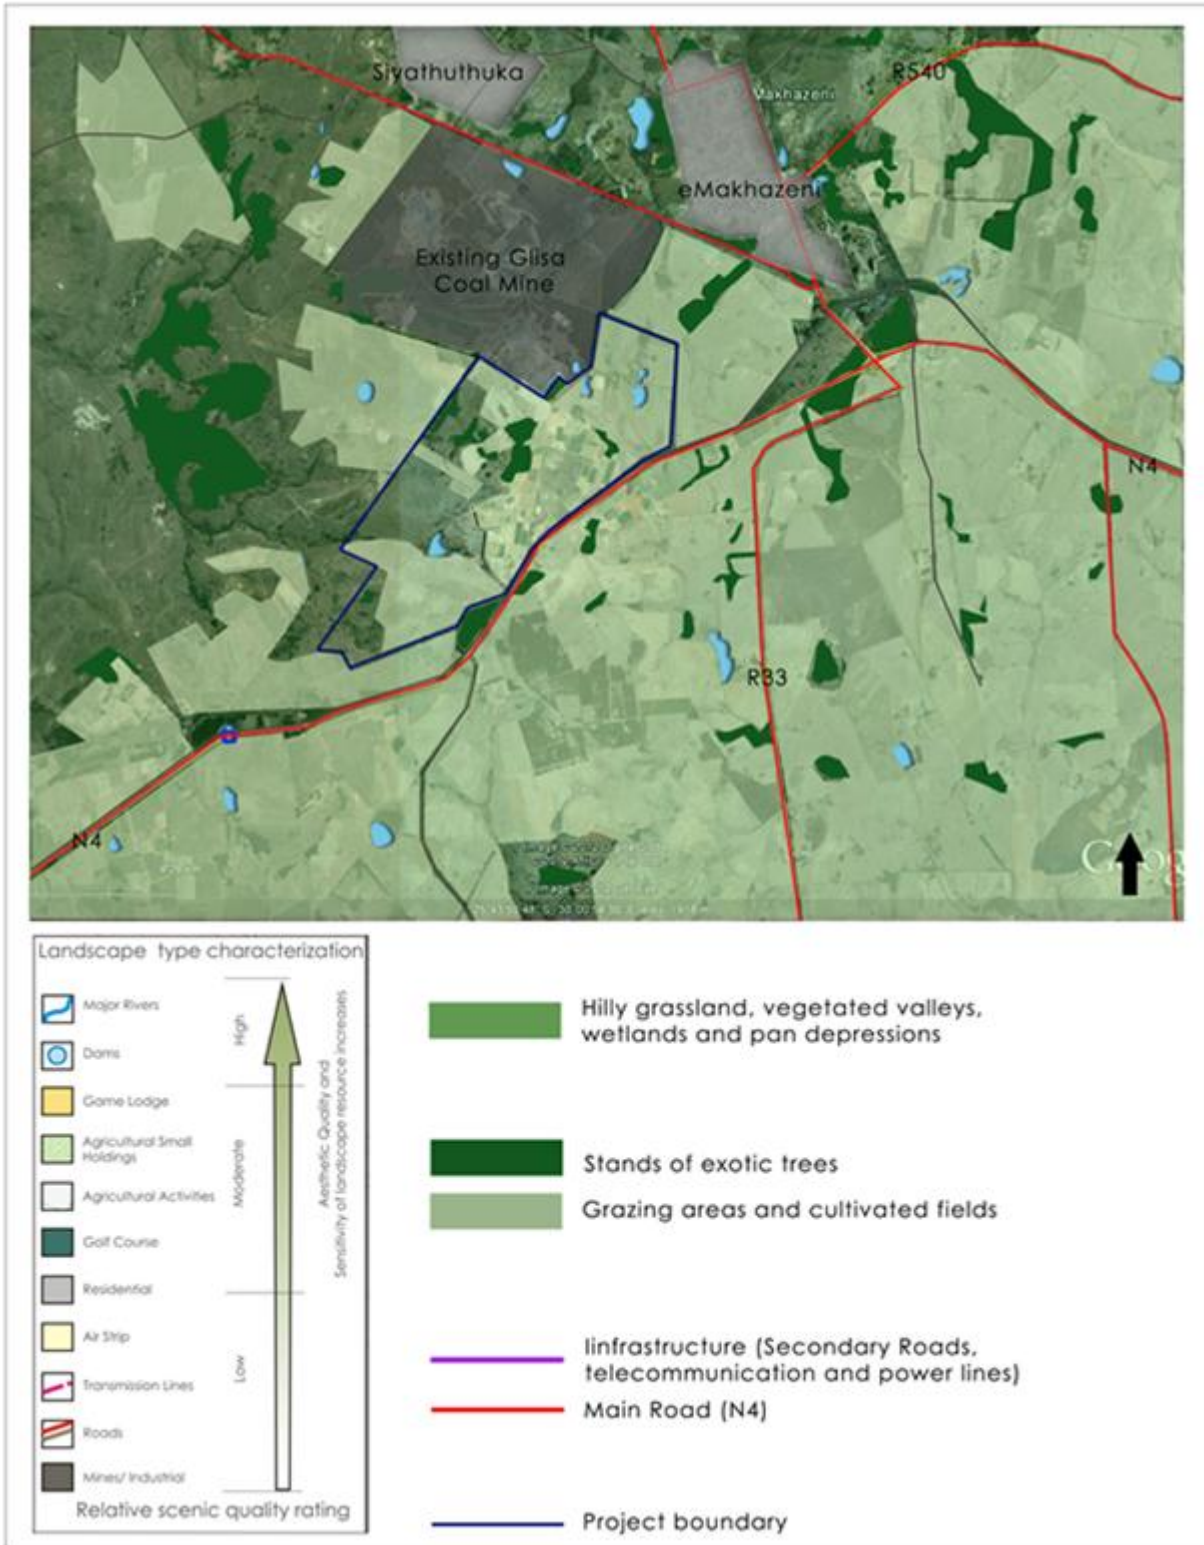 Siyathuthuka
R540
Makhazeni
eMakhazeni
Existing Glisa
Coal Mine
N4
R33
N4
Landscape type characterization
Major Rivers
Dams
Game Lodge
Agricultural Small
Holdings
Agricultural Activities
Golf Course
Residential
Air Strip
Transmission Lines
Roads
Mines/ Industrial
High
Moderate
Low
Aesthetic Quality and
Sensitivity of landscape resource increases
Relative scenic quality rating
Hilly grassland, vegetated valleys,
wetlands and pan depressions
Stands of exotic trees
Grazing areas and cultivated fields
Iinfrastructure (Secondary Roads,
telecommunication and power lines)
Main Road (N4)
Project boundary